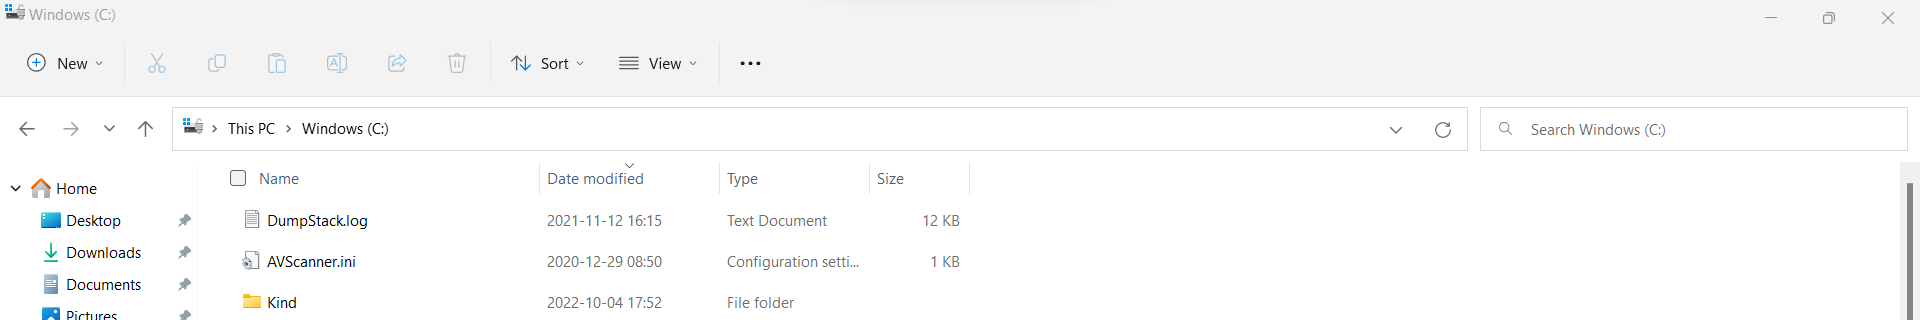 Windows (C:)
New Sort View
This PC Windows (C:) Search Windows (C:)
Name Date modified Type Size
Home
Desktop
Downloads
Documents
Pictures
DumpStack.log 2021-11-12 16:15 Text Document 12 KB
AVScanner.ini 2020-12-29 08:50 Configuration setti... 1 KB
Kind 2022-10-04 17:52 File folder